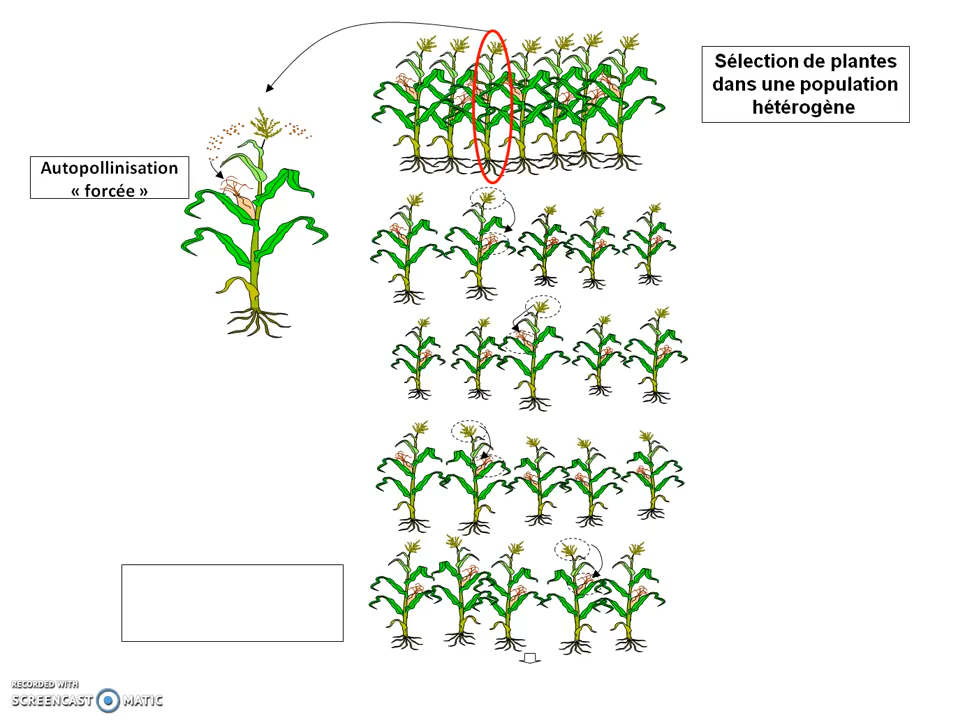 Sélection de plantes
dans une population
hétérogène
Autopollinisation
« forcée »
RECORDED WITH
SCREENCAST MATIC